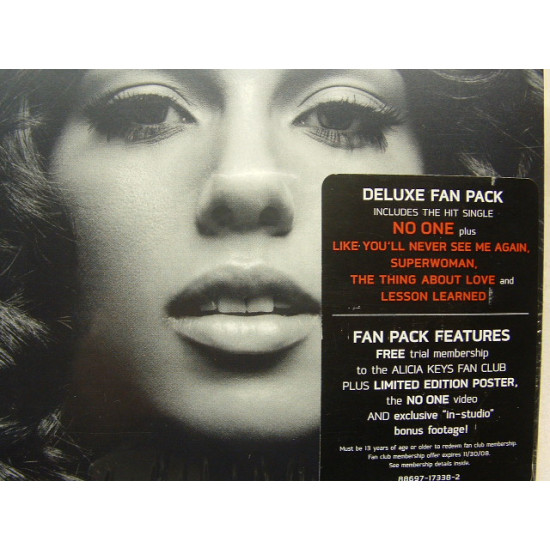 DELUXE FAN PACK
INCLUDES THE HIT SINGLE
NO ONE plus
LIKE YOU'LL NEVER SEE ME AGAIN,
SUPERWOMAN,
THE THING ABOUT LOVE and
LESSON LEARNED
FAN PACK FEATURES
FREE trial membership
to the ALICIA KEYS FAN CLUB
PLUS LIMITED EDITION POSTER,
the NO ONE video
AND exclusive "in-studio"
bonus footage!
Must be 13 years of age or older to redeem fan club membership.
Fan club membership offer expires 11/20/08.
See membership details inside.
88697-17338-2